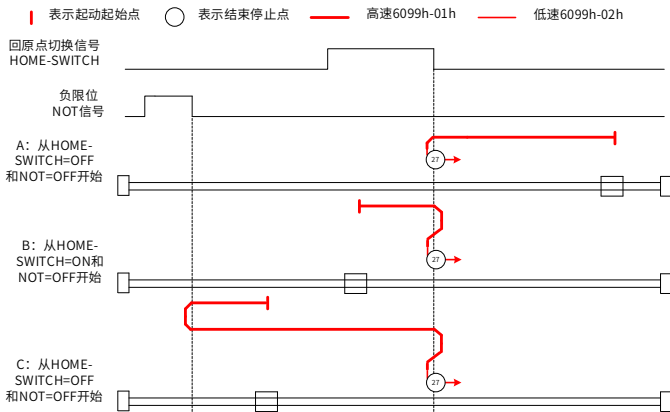 表示起动起始点
表示结束停止点
高速6099h-01h
低速6099h-02h
回原点切换信号
HOME-SWITCH
负限位
NOT信号
A：从HOME-
SWITCH=OFF
和NOT=OFF开始
27
B：从HOME-
SWITCH=ON和
NOT=OFF开始
27
C：从HOME-
SWITCH=OFF
和NOT=OFF开始
27